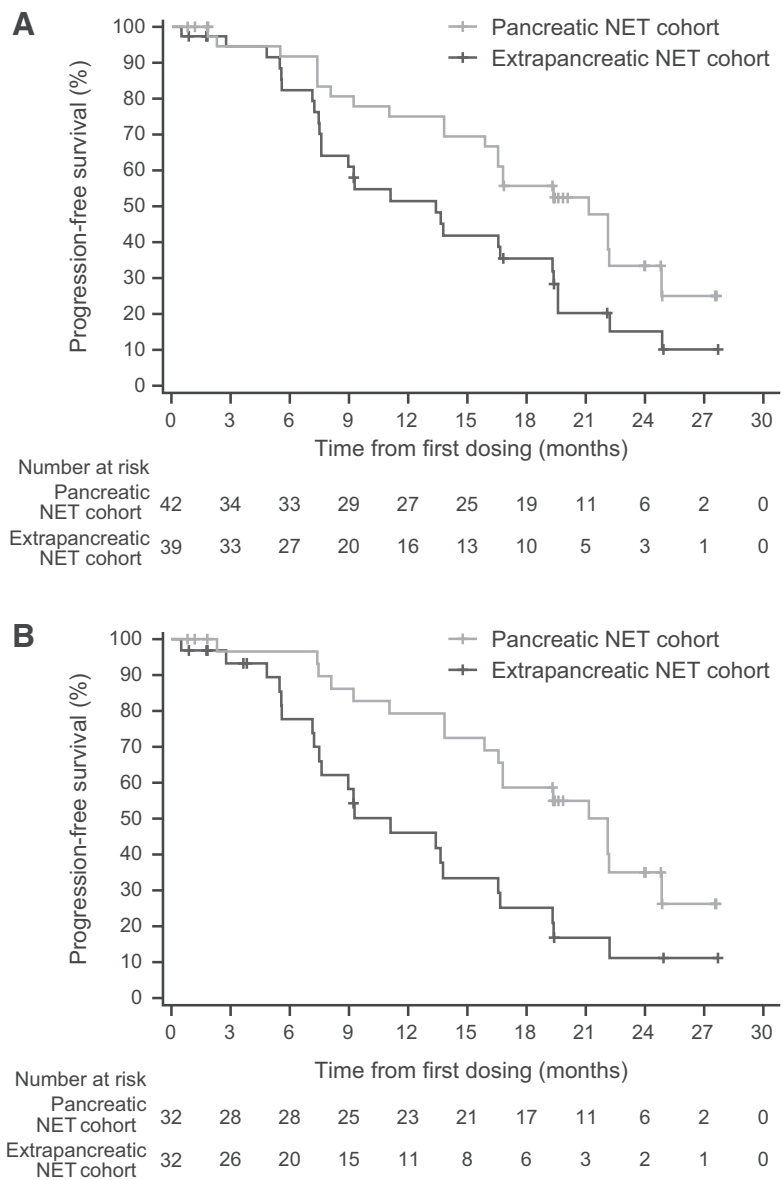 A
Pancreatic NET cohort
Extrapancreatic NET cohort
Progression-free survival (%)
100
90
80
70
60
50
40
30
20
10
0
0 3 6 9 12 15 18 21 24 27 30
Time from first dosing (months)
Number at risk
Pancreatic
NET cohort 42 34 33 29 27 25 19 11 6 2 0
Extrapancreatic
NET cohort 39 33 27 20 16 13 10 5 3 1 0
B
Pancreatic NET cohort
Extrapancreatic NET cohort
Progression-free survival (%)
100
90
80
70
60
50
40
30
20
10
0
0 3 6 9 12 15 18 21 24 27 30
Time from first dosing (months)
Number at risk
Pancreatic
NET cohort 32 28 28 25 23 21 17 11 6 2 0
Extrapancreatic
NET cohort 32 26 20 15 11 8 6 3 2 1 0